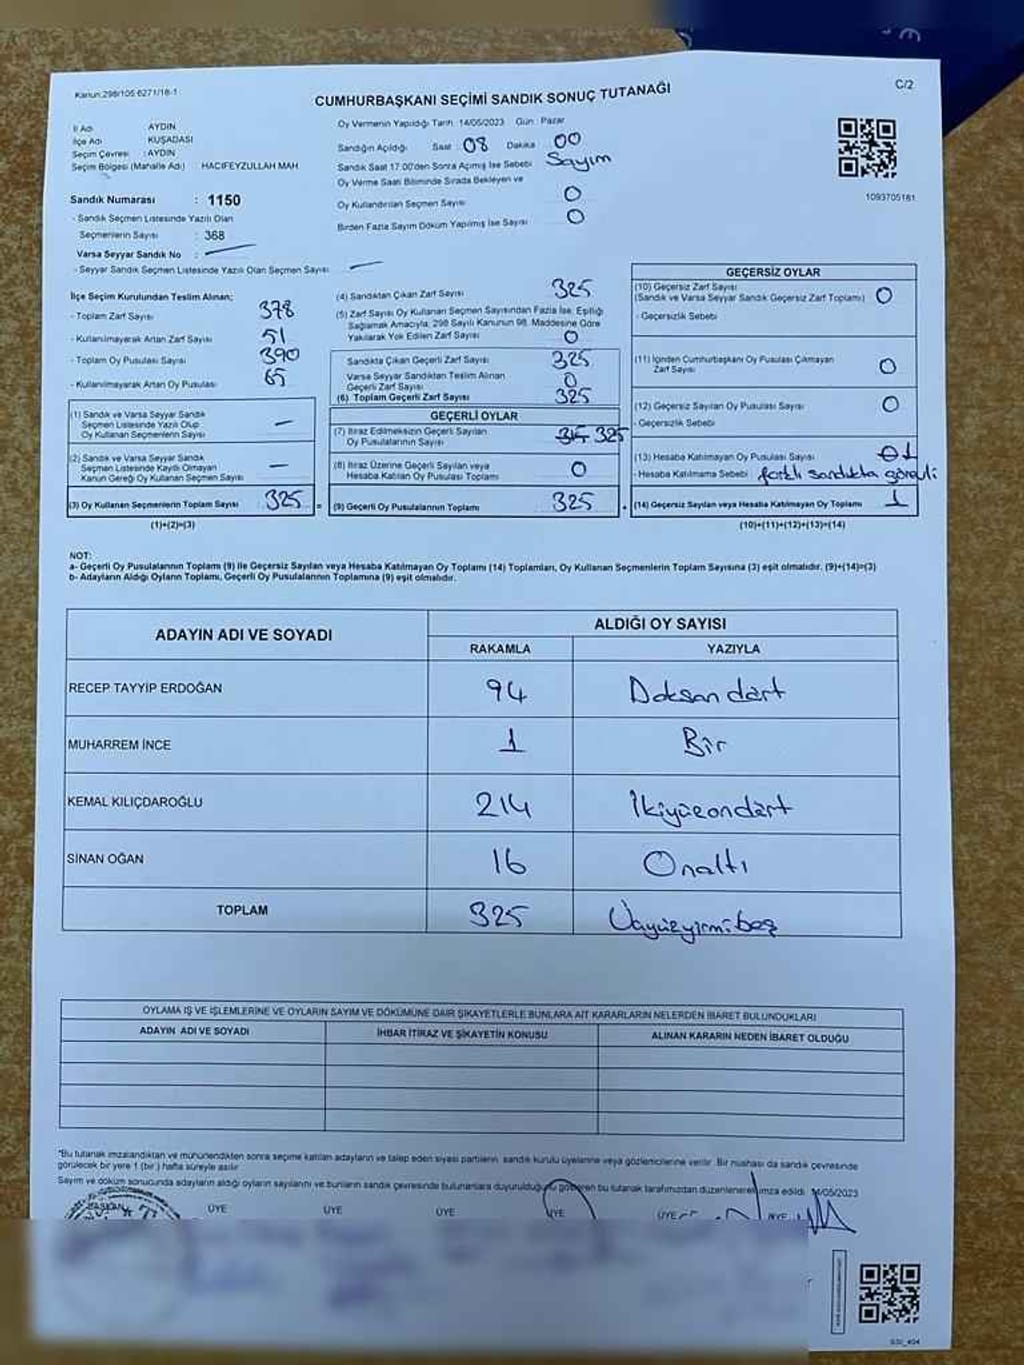 Kanun:298/105 6271/18-1
C/2
CUMHURBAŞKANI SEÇİMİ SANDIK SONUÇ TUTANAĞI
İl Adı AYDIN
İlçe Adı KUŞADASI
Seçim Çevresi : AYDIN
Seçim Bölgesi (Mahalle Adı) : HACIFEYZULLAH MAH
Oy Vermenin Yapıldığı Tarih: 14/05/2023 Gün : Pazar
Sandığın Açıldığı: Saat 08 Dakika 00
Sandık Saat 17:00'den Sonra Açılmış İse Sebebi Sayım
Oy Verme Saati Bitiminde Sırada Bekleyen ve
Oy Kullandırılan Seçmen Sayısı 0
Birden Fazla Sayım Döküm Yapılmış İse Sayısı 0
1093705181
Sandık Numarası : 1150
- Sandık Seçmen Listesinde Yazılı Olan
Seçmenlerin Sayısı : 368
Varsa Seyyar Sandık No : —
- Seyyar Sandık Seçmen Listesinde Yazılı Olan Seçmen Sayısı: —
İlçe Seçim Kurulundan Teslim Alınan;
- Toplam Zarf Sayısı 378
- Kullanılmayarak Artan Zarf Sayısı 51
- Toplam Oy Pusulası Sayısı 390
- Kullanılmayarak Artan Oy Pusulası 65
(1) Sandık ve Varsa Seyyar Sandık
Seçmen Listesinde Yazılı Olup
Oy Kullanan Seçmenlerin Sayısı —
(2) Sandık ve Varsa Seyyar Sandık
Seçmen Listesinde Kayıtlı Olmayan
Kanun Gereği Oy Kullanan Seçmen Sayısı —
(3) Oy Kullanan Seçmenlerin Toplam Sayısı 325 =
(1)+(2)=(3)
(4) Sandıktan Çıkan Zarf Sayısı 325
(5) Zarf Sayısı Oy Kullanan Seçmen Sayısından Fazla İse, Eşitliği
Sağlamak Amacıyla; 298 Sayılı Kanunun 98. Maddesine Göre
Yakılarak Yok Edilen Zarf Sayısı 0
Sandıkta Çıkan Geçerli Zarf Sayısı 325
Varsa Seyyar Sandıktan Teslim Alınan
Geçerli Zarf Sayısı 0
(6) Toplam Geçerli Zarf Sayısı 325
GEÇERLİ OYLAR
(7) İtiraz Edilmeksizin Geçerli Sayılan
Oy Pusulalarının Sayısı 325
(8) İtiraz Üzerine Geçerli Sayılan veya
Hesaba Katılan Oy Pusulası Toplamı 0
(9) Geçerli Oy Pusulalarının Toplamı 325
GEÇERSİZ OYLAR
(10) Geçersiz Zarf Sayısı
(Sandık ve Varsa Seyyar Sandık Geçersiz Zarf Toplamı) 0
- Geçersizlik Sebebi
(11) İçinden Cumhurbaşkanı Oy Pusulası Çıkmayan
Zarf Sayısı 0
(12) Geçersiz Sayılan Oy Pusulası Sayısı 0
- Geçersizlik Sebebi
(13) Hesaba Katılmayan Oy Pusulası Sayısı 1
- Hesaba Katılmama Sebebi farklı sandıkta görevli
(14) Geçersiz Sayılan veya Hesaba Katılmayan Oy Toplamı 1
(10)+(11)+(12)+(13)=(14)
NOT:
a- Geçerli Oy Pusulalarının Toplamı (9) ile Geçersiz Sayılan veya Hesaba Katılmayan Oy Toplamı (14) Toplamları, Oy Kullanan Seçmenlerin Toplam Sayısına (3) eşit olmalıdır. (9)+(14)=(3)
b- Adayların Aldığı Oyların Toplamı, Geçerli Oy Pusulalarının Toplamına (9) eşit olmalıdır.
ADAYIN ADI VE SOYADI ALDIĞI OY SAYISI
RAKAMLA YAZIYLA
RECEP TAYYİP ERDOĞAN 94 Doksandört
MUHARREM İNCE 1 Bir
KEMAL KILIÇDAROĞLU 214 İkiyüzondört
SİNAN OĞAN 16 Onaltı
TOPLAM 325 Üçyüzyirmibeş
OYLAMA İŞ VE İŞLEMLERİNE VE OYLARIN SAYIM VE DÖKÜMÜNE DAİR ŞİKAYETLERLE BUNLARA AİT KARARLARIN NELERDEN İBARET BULUNDUKLARI
ADAYIN ADI VE SOYADI İHBAR İTİRAZ VE ŞİKAYETİN KONUSU ALINAN KARARIN NEDEN İBARET OLDUĞU
*Bu tutanak imzalandıktan ve mühürlendikten sonra seçime katılan adayların ve talep eden siyasi partilerin, sandık kurulu üyelerine veya gözlemcilerine verilir. Bir nüshası da sandık çevresinde
görülecek bir yere 1 (bir) hafta süreyle asılır.
Sayım ve döküm sonucunda adayların aldığı oyların sayılarını ve bunların sandık çevresinde bulunanlara duyurulduğunu gösteren bu tutanak tarafımızdan düzenlenerek imza edildi. 14/05/2023
BAŞKAN ÜYE ÜYE ÜYE ÜYE ÜYE ÜYE